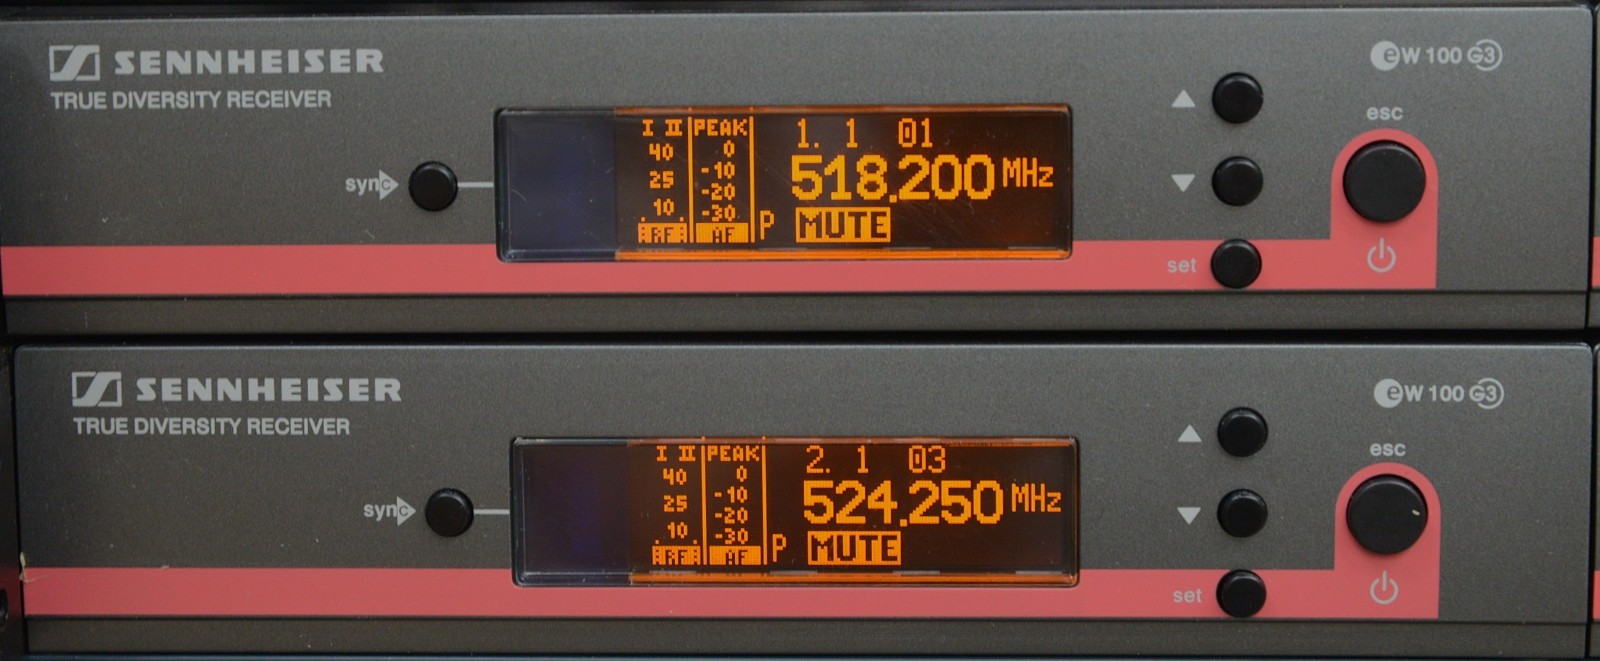 SENNHEISER
TRUE DIVERSITY RECEIVER
ew 100 G3
esc
sync
set
I II PEAK
40 0
25 -10
-20
10 -30
RF AF P
1. 1 01
518.200 MHz
MUTE
SENNHEISER
TRUE DIVERSITY RECEIVER
ew 100 G3
esc
sync
set
I II PEAK
40 0
25 -10
-20
10 -30
RF AF P
2. 1 03
524.250 MHz
MUTE